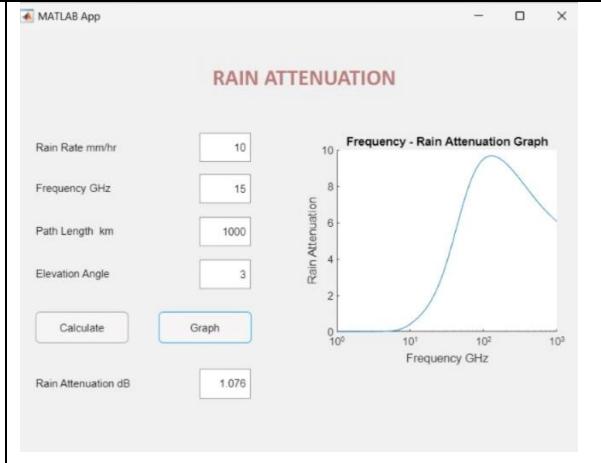 MATLAB App
RAIN ATTENUATION
Rain Rate mm/hr 10
Frequency GHz 15
Path Length km 1000
Elevation Angle 3
Calculate Graph
Rain Attenuation dB 1.076
Frequency - Rain Attenuation Graph
Rain Attenuation
10
8
6
4
2
0
10⁰ 10¹ 10² 10³
Frequency GHz